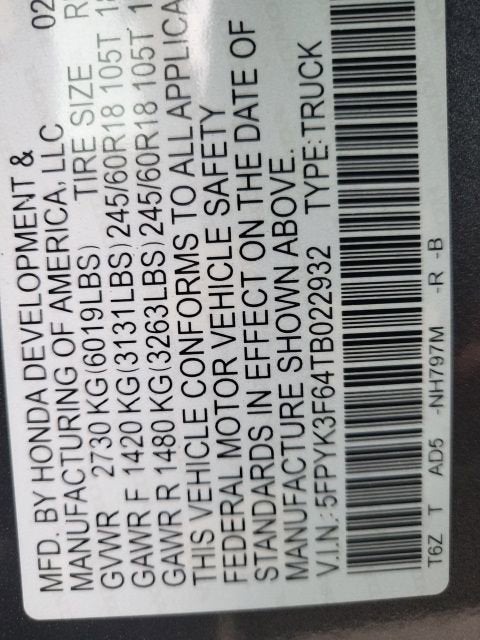 MFD. BY HONDA DEVELOPMENT & 02
MANUFACTURING OF AMERICA, LLC
GVWR 2730 KG(6019LBS) TIRE SIZE
GAWR F 1420 KG(3131LBS) 245/60R18 105T
GAWR R 1480 KG(3263LBS) 245/60R18 105T
THIS VEHICLE CONFORMS TO ALL
FEDERAL MOTOR VEHICLE SAFETY
STANDARDS IN EFFECT ON THE DATE OF
MANUFACTURE SHOWN ABOVE.
V.I.N.: 5FPYK3F64TB022932 TYPE:TRUCK
T6Z T AD5 -NH797M -R -B